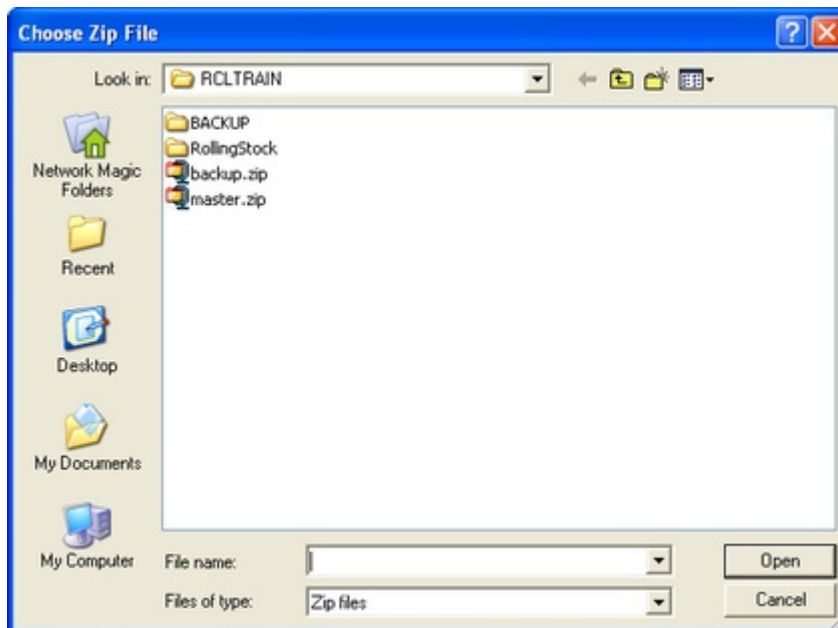 Choose Zip File
Look in: RCLTRAIN
BACKUP
RollingStock
backup.zip
master.zip
Network Magic
Folders
Recent
Desktop
My Documents
My Computer
File name:
Open
Files of type: Zip files
Cancel